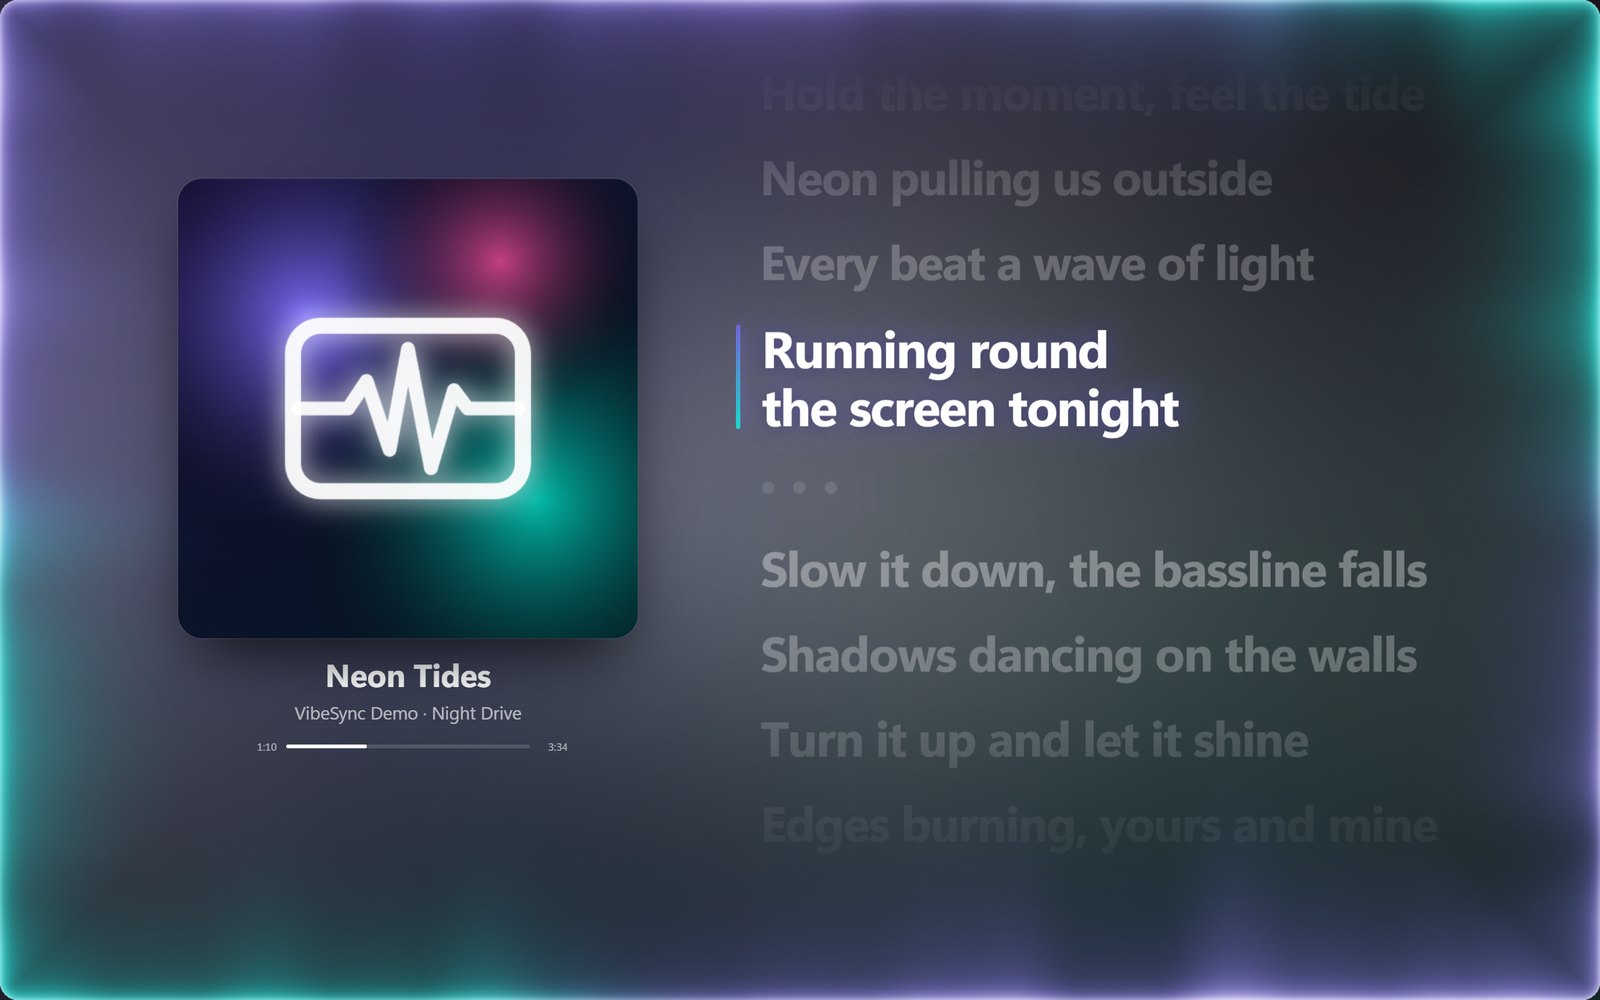 Neon Tides
VibeSync Demo · Night Drive
1:10 3:34
Hold the moment, feel the tide
Neon pulling us outside
Every beat a wave of light
Running round
the screen tonight
• • •
Slow it down, the bassline falls
Shadows dancing on the walls
Turn it up and let it shine
Edges burning, yours and mine